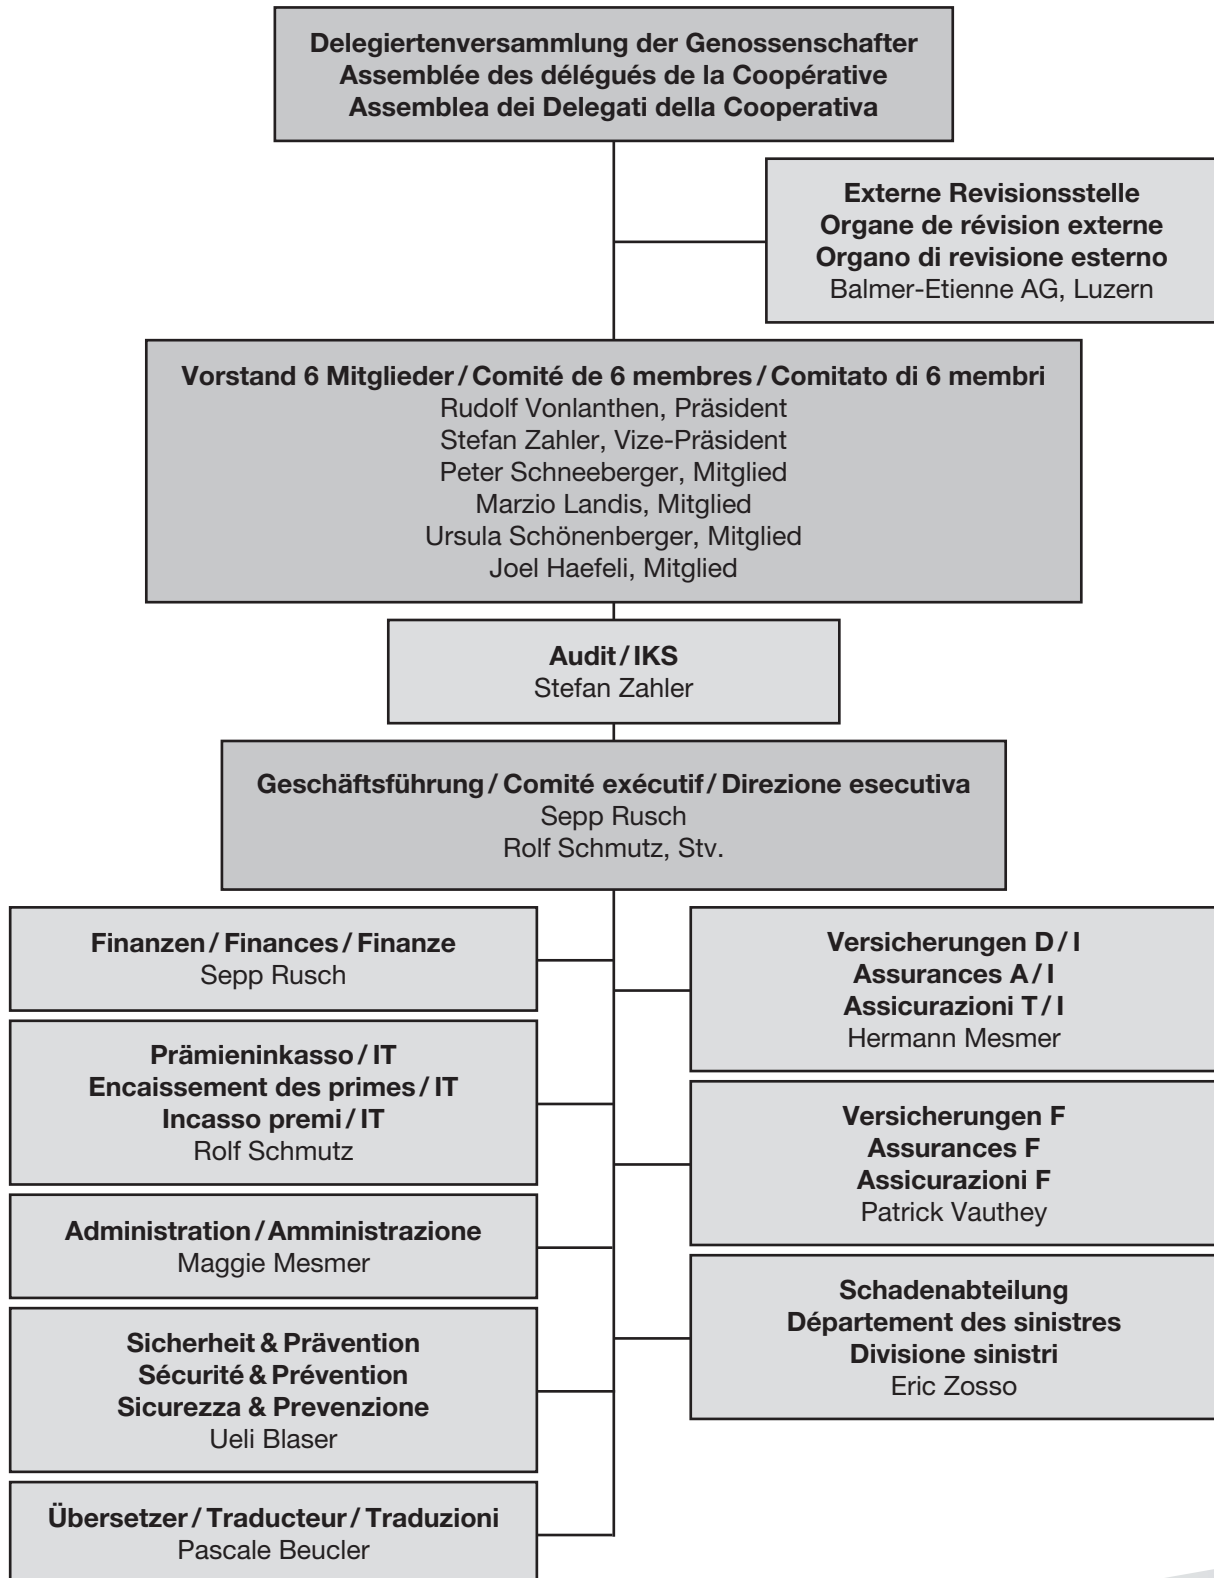 Delegiertenversammlung der Genossenschafter
Assemblée des délégués de la Coopérative
Assemblea dei Delegati della Cooperativa
Externe Revisionsstelle
Organe de révision externe
Organo di revisione esterno
Balmer-Etienne AG, Luzern
Vorstand 6 Mitglieder / Comité de 6 membres / Comitato di 6 membri
Rudolf Vonlanthen, Präsident
Stefan Zahler, Vize-Präsident
Peter Schneeberger, Mitglied
Marzio Landis, Mitglied
Ursula Schönenberger, Mitglied
Joel Haefeli, Mitglied
Audit / IKS
Stefan Zahler
Geschäftsführung / Comité exécutif / Direzione esecutiva
Sepp Rusch
Rolf Schmutz, Stv.
Finanzen / Finances / Finanze
Sepp Rusch
Prämieninkasso / IT
Encaissement des primes / IT
Incasso premi / IT
Rolf Schmutz
Administration / Amministrazione
Maggie Mesmer
Sicherheit & Prävention
Sécurité & Prévention
Sicurezza & Prevenzione
Ueli Blaser
Übersetzer / Traducteur / Traduzioni
Pascale Beucler
Versicherungen D / I
Assurances A / I
Assicurazioni T / I
Hermann Mesmer
Versicherungen F
Assurances F
Assicurazioni F
Patrick Vauthey
Schadenabteilung
Département des sinistres
Divisione sinistri
Eric Zosso